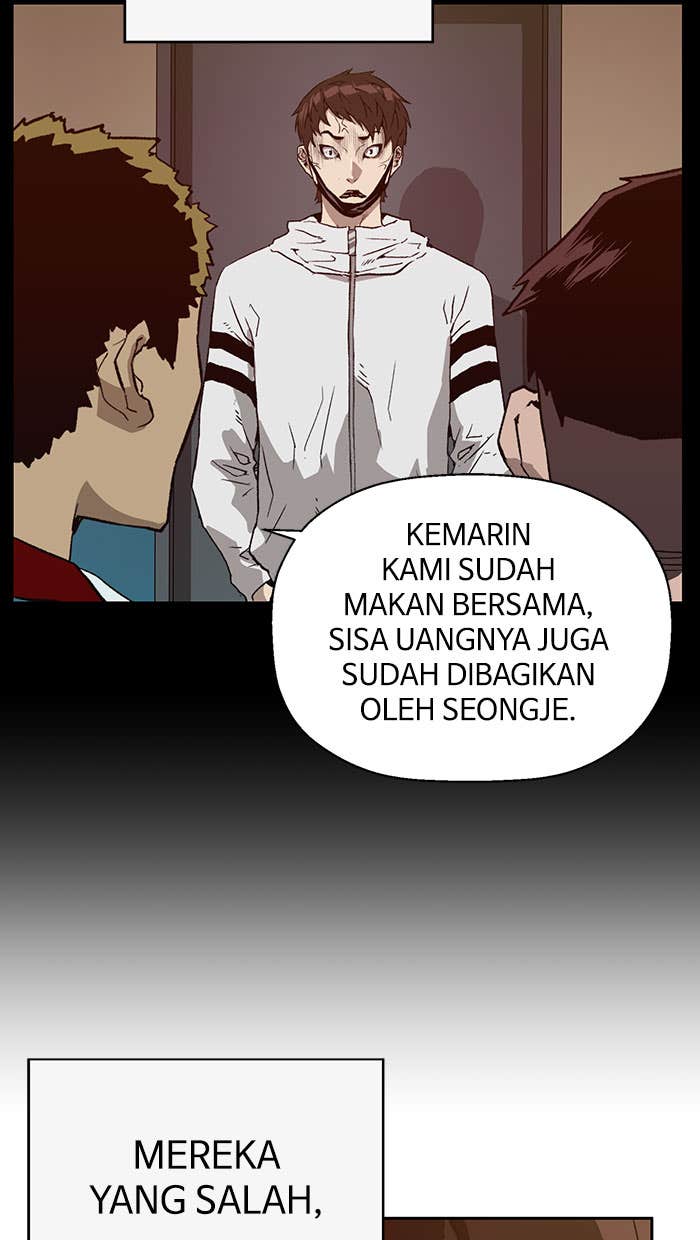 KEMARIN
KAMI SUDAH
MAKAN BERSAMA,
SISA UANGNYA JUGA
SUDAH DIBAGIKAN
OLEH SEONGJE.
MEREKA
YANG SALAH,